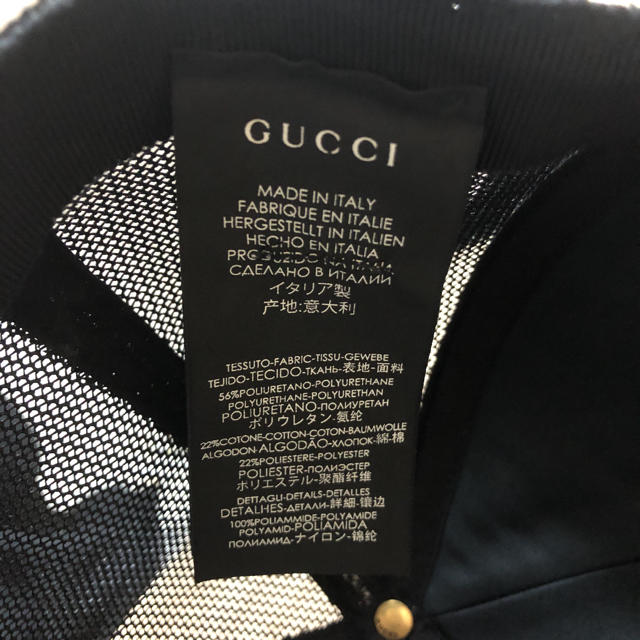 GUCCI
MADE IN ITALY
FABRIQUE EN ITALIE
HERGESTELLT IN ITALIEN
HECHO EN ITALIA
СДЕЛАНО В ИТАЛИИ
イタリア製
产地:意大利
TESSUTO-FABRIC-TISSU-GEWEBE
TEJIDO-TECIDO-ТКАНЬ-表地-面料
56%POLIURETANO-POLYURETHANE
POLYURETHANE-POLYURETHAN
POLIURETANO-ПОЛИУРЕТАН
ポリウレタン-氨纶
22%COTONE-COTTON-COTON-BAUMWOLLE
ALGODON-ALGODÃO-ХЛОПОК-綿-棉
22%POLIESTERE-POLYESTER
POLIESTER-ПОЛИЭСТЕР
ポリエステル-聚酯纤维
DETTAGLI-DETAILS-DETALLES
DETALHES-ДЕТАЛИ-詳細-镶边
100%POLIAMMIDE-POLYAMIDE
POLYAMID-POLIAMIDA
ПОЛИАМИД-ナイロン-锦纶